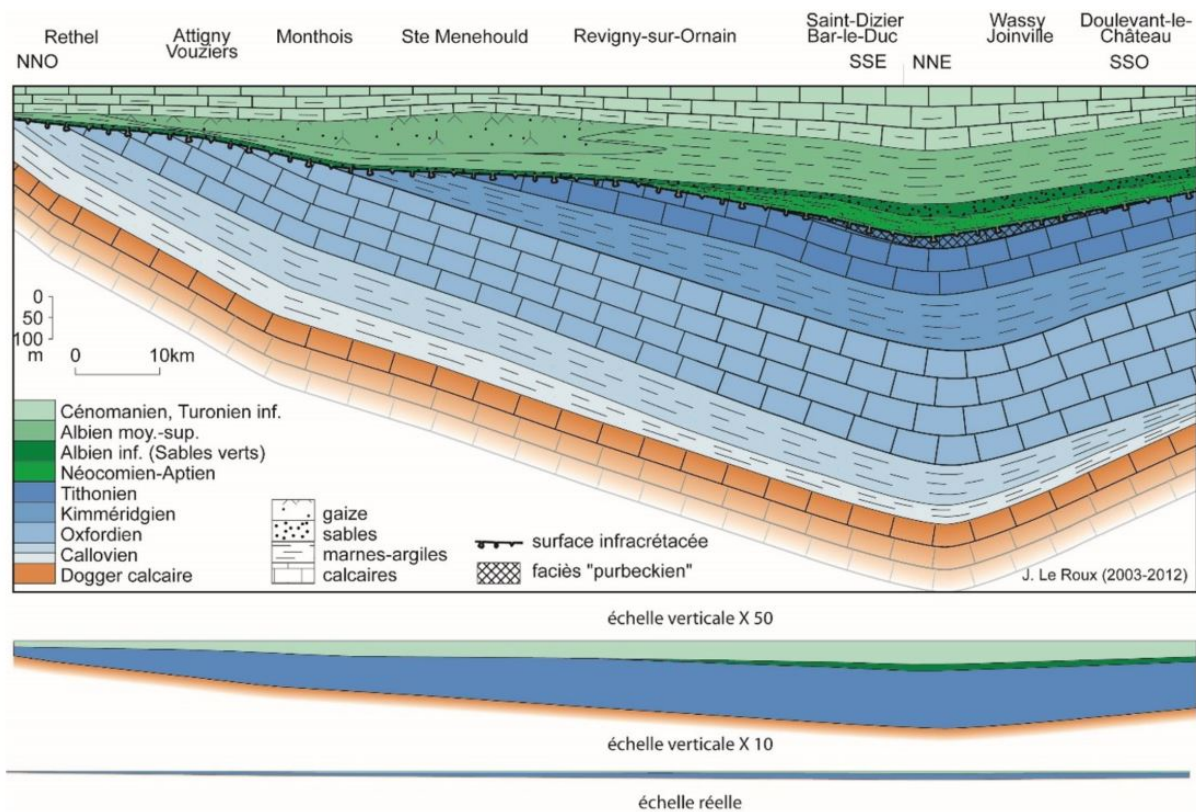 Rethel
Attigny
Vouziers
Monthois
Ste Menehould
Revigny-sur-Ornain
Saint-Dizier
Bar-le-Duc
Wassy
Joinville
Doulevant-le-
Château
NNO
SSE
NNE
SSO
0
50
100
m
0
10km
Cénomanien, Turonien inf.
Albien moy.-sup.
Albien inf. (Sables verts)
Néocomien-Aptien
Tithonien
Kimméridgien
Oxfordien
Callovien
Dogger calcaire
gaize
sables
marnes-argiles
calcaires
surface infracrétacée
faciès "purbeckien"
J. Le Roux (2003-2012)
échelle verticale X 50
échelle verticale X 10
échelle réelle